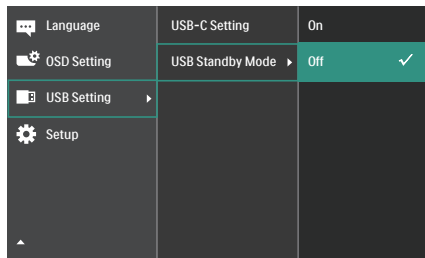 Language
OSD Setting
USB Setting
Setup
USB-C Setting
USB Standby Mode
On
Off